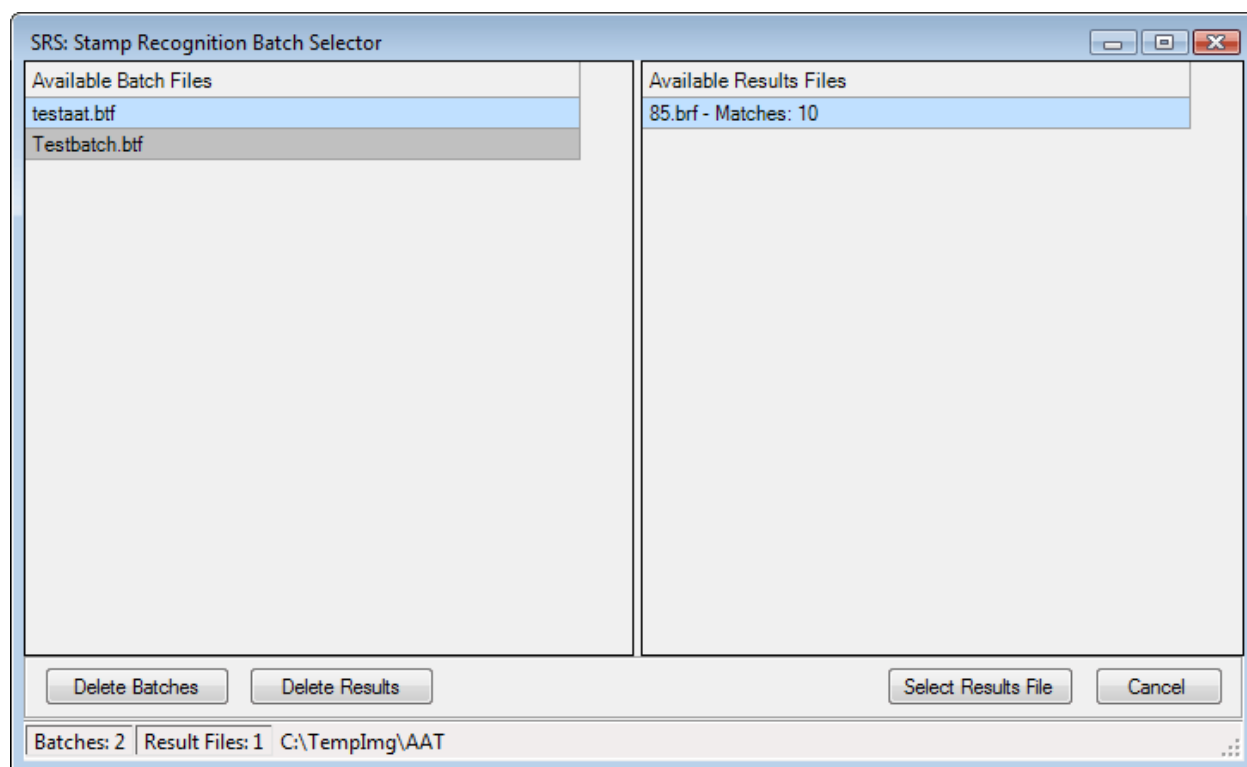 SRS: Stamp Recognition Batch Selector
Available Batch Files
testaat.btf
Testbatch.btf
Available Results Files
85.brf - Matches: 10
Delete Batches
Delete Results
Select Results File
Cancel
Batches: 2
Result Files: 1
C:\TempImg\AAT